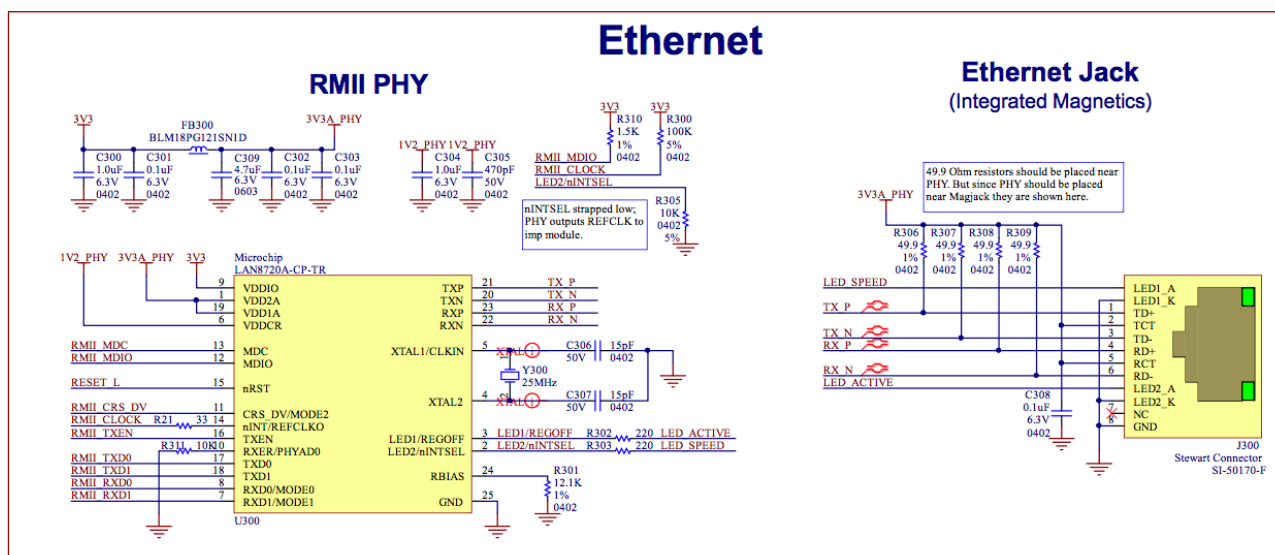 Ethernet
RMII PHY
Ethernet Jack
(Integrated Magnetics)
3V3
FB300
BLM18PG121SN1D
3V3A_PHY
C300
1.0uF
6.3V
0402
C301
0.1uF
6.3V
0402
C309
4.7uF
6.3V
0603
C302
0.1uF
6.3V
0402
C303
0.1uF
6.3V
0402
1V2_PHY
1V2_PHY
C304
1.0uF
6.3V
0402
C305
470pF
50V
0402
3V3
3V3
R310
1.5K
1%
0402
R300
100K
5%
0402
RMII_MDIO
RMII_CLOCK
LED2/nINTSEL
R305
10K
0402
5%
nINTSEL strapped low;
PHY outputs REFCLK to
imp module.
49.9 Ohm resistors should be placed near
PHY. But since PHY should be placed
near Magjack they are shown here.
1V2_PHY
3V3A_PHY
3V3
Microchip
LAN8720A-CP-TR
9 VDDIO
1 VDD2A
19 VDD1A
6 VDDCR
RMII_MDC 13 MDC
RMII_MDIO 12 MDIO
RESET_L 15 nRST
RMII_CRS_DV 11 CRS_DV/MODE2
RMII_CLOCK R21 33 14 nINT/REFCLKO
RMII_TXEN 16 TXEN
R311 10K 10 RXER/PHYAD0
RMII_TXD0 17 TXD0
RMII_TXD1 18 TXD1
RMII_RXD0 8 RXD0/MODE0
RMII_RXD1 7 RXD1/MODE1
U300
TXP 21 TX_P
TXN 20 TX_N
RXP 23 RX_P
RXN 22 RX_N
XTAL1/CLKIN 5 XTAL
XTAL2 4 XTAL
1
2
Y300
25MHz
C306 15pF
50V 0402
C307 15pF
50V 0402
LED1/REGOFF 3 LED1/REGOFF R302 220 LED_ACTIVE
LED2/nINTSEL 2 LED2/nINTSEL R303 220 LED_SPEED
RBIAS 24
GND 25
R301
12.1K
1%
0402
3V3A_PHY
R306
49.9
1%
0402
R307
49.9
1%
0402
R308
49.9
1%
0402
R309
49.9
1%
0402
LED_SPEED
TX_P
TX_N
RX_P
RX_N
LED_ACTIVE
C308
0.1uF
6.3V
0402
LED1_A
LED1_K
1 TD+
2 TCT
3 TD-
4 RD+
5 RCT
6 RD-
LED2_A
LED2_K
7 NC
8 GND
J300
Stewart Connector
SI-50170-F